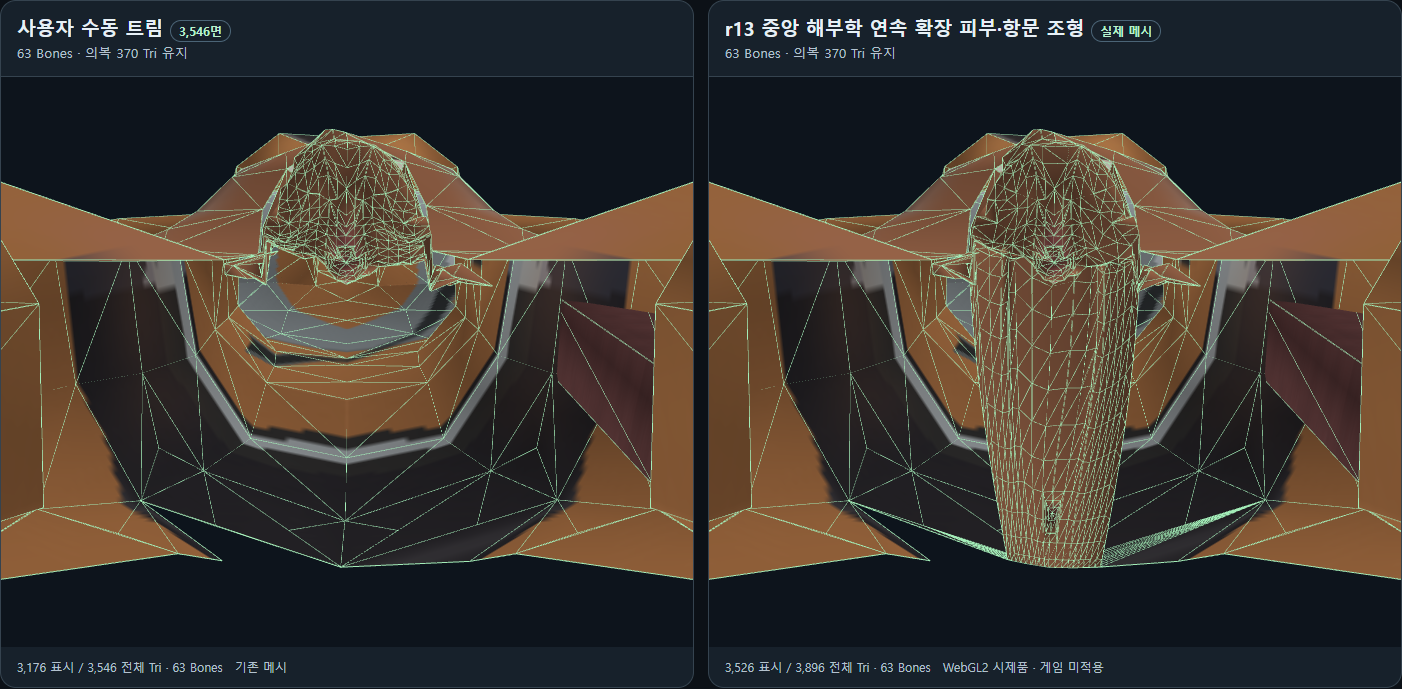 사용자 수동 트림 3,546면
63 Bones · 의복 370 Tri 유지
3,176 표시 / 3,546 전체 Tri · 63 Bones 기존 메시
r13 중앙 해부학 연속 확장 피부·항문 조형 실제 메시
63 Bones · 의복 370 Tri 유지
3,526 표시 / 3,896 전체 Tri · 63 Bones WebGL2 시제품 · 게임 미적용